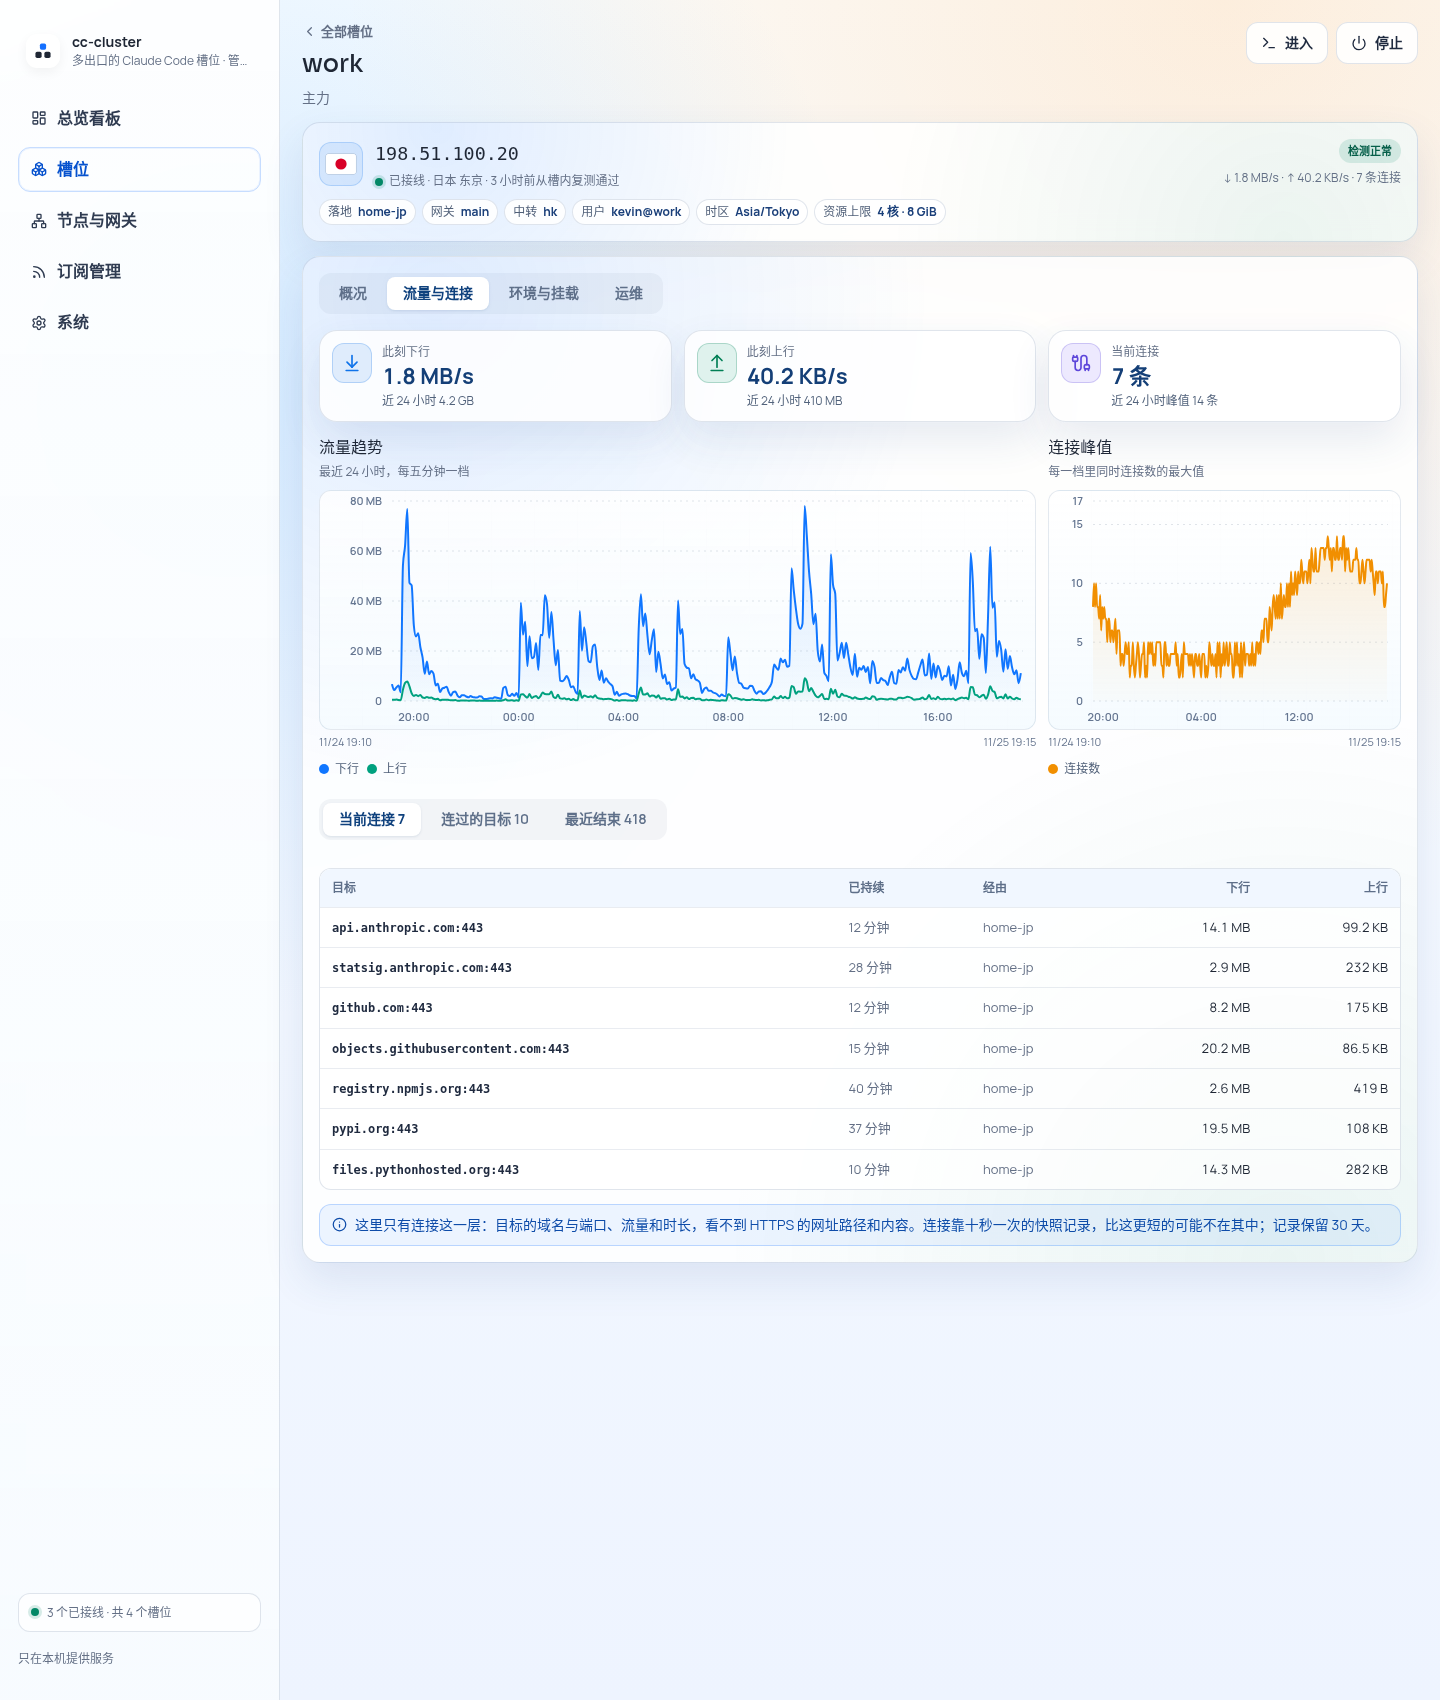 cc-cluster
多出口的 Claude Code 槽位 · 管...
总览看板
槽位
节点与网关
订阅管理
系统
3 个已接线 · 共 4 个槽位
只在本机提供服务
全部槽位
work
主力
进入
停止
198.51.100.20
检测正常
已接线 · 日本 东京 · 3 小时前从槽内复测通过
↓ 1.8 MB/s · ↑ 40.2 KB/s · 7 条连接
落地 home-jp
网关 main
中转 hk
用户 kevin@work
时区 Asia/Tokyo
资源上限 4 核 · 8 GiB
概况
流量与连接
环境与挂载
运维
此刻下行
1.8 MB/s
近 24 小时 4.2 GB
此刻上行
40.2 KB/s
近 24 小时 410 MB
当前连接
7 条
近 24 小时峰值 14 条
流量趋势
最近 24 小时，每五分钟一档
80 MB
60 MB
40 MB
20 MB
0
20:00 00:00 04:00 08:00 12:00 16:00
11/24 19:10 11/25 19:15
下行 上行
连接峰值
每一档里同时连接数的最大值
17
15
10
5
0
20:00 04:00 12:00
11/24 19:10 11/25 19:15
连接数
当前连接 7
连过的目标 10
最近结束 418
目标 已持续 经由 下行 上行
api.anthropic.com:443 12 分钟 home-jp 14.1 MB 99.2 KB
statsig.anthropic.com:443 28 分钟 home-jp 2.9 MB 232 KB
github.com:443 12 分钟 home-jp 8.2 MB 175 KB
objects.githubusercontent.com:443 15 分钟 home-jp 20.2 MB 86.5 KB
registry.npmjs.org:443 40 分钟 home-jp 2.6 MB 419 B
pypi.org:443 37 分钟 home-jp 19.5 MB 108 KB
files.pythonhosted.org:443 10 分钟 home-jp 14.3 MB 282 KB
这里只有连接这一层：目标的域名与端口、流量和时长，看不到 HTTPS 的网址路径和内容。连接靠十秒一次的快照记录，比这更短的可能不在其中；记录保留 30 天。